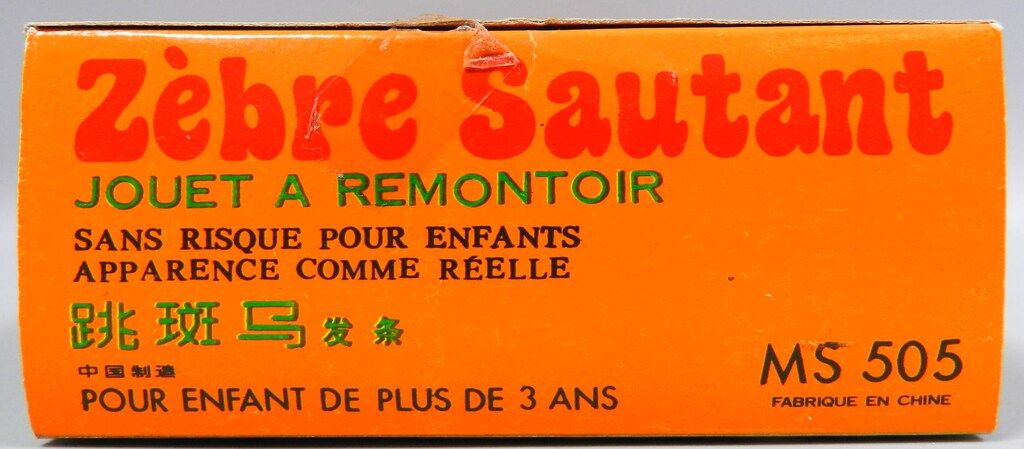 Zèbre Sautant
JOUET A REMONTOIR
SANS RISQUE POUR ENFANTS
APPARENCE COMME RÉELLE
跳斑马发条
中国制造
POUR ENFANT DE PLUS DE 3 ANS
MS 505
FABRIQUE EN CHINE